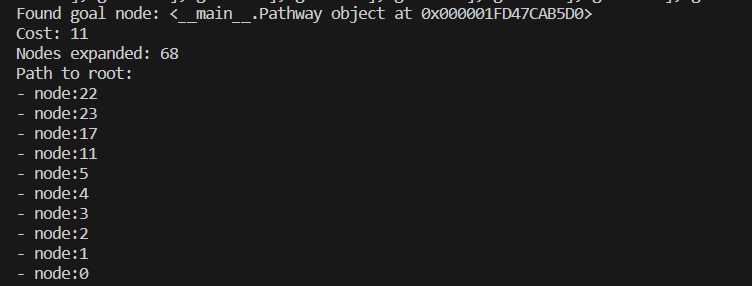 Found goal node: <__main__.Pathway object at 0x000001FD47CAB5D0>
Cost: 11
Nodes expanded: 68
Path to root:
- node:22
- node:23
- node:17
- node:11
- node:5
- node:4
- node:3
- node:2
- node:1
- node:0